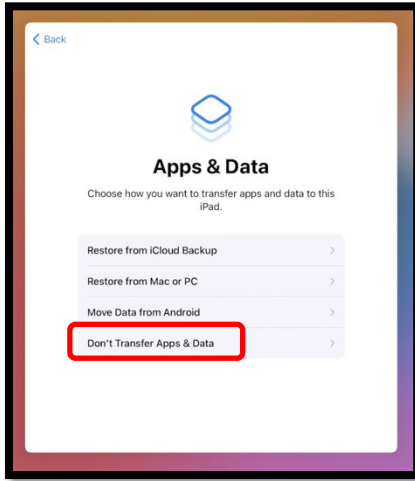 Back
Apps & Data
Choose how you want to transfer apps and data to this
iPad.
Restore from iCloud Backup
Restore from Mac or PC
Move Data from Android
Don't Transfer Apps & Data